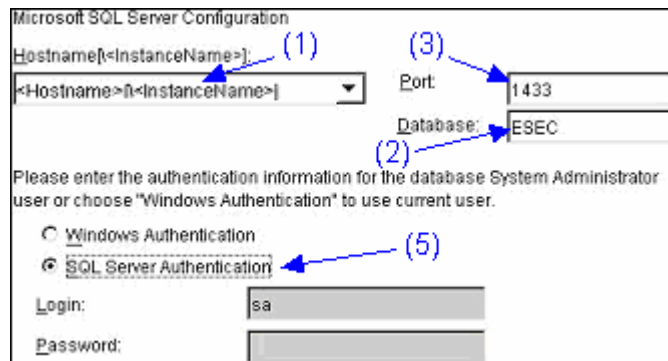 Microsoft SQL Server Configuration
Hostname[\<InstanceName>]:
(1)
(3)
<Hostname>[\<InstanceName>]
Port:
1433
Database:
ESEC
(2)
Please enter the authentication information for the database System Administrator
user or choose "Windows Authentication" to use current user.
Windows Authentication
SQL Server Authentication
(5)
Login:
sa
Password: